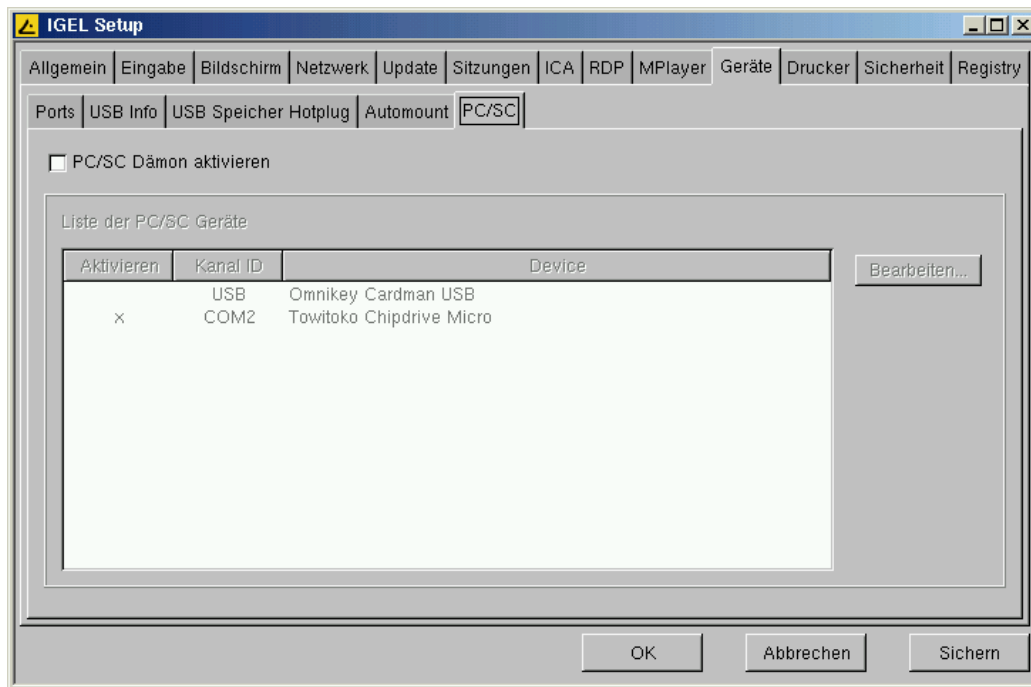 IGEL Setup
Allgemein Eingabe Bildschirm Netzwerk Update Sitzungen ICA RDP MPlayer Geräte Drucker Sicherheit Registry
Ports USB Info USB Speicher Hotplug Automount PC/SC
PC/SC Dämon aktivieren
Liste der PC/SC Geräte
Aktivieren Kanal ID Device Bearbeiten...
USB Omnikey Cardman USB
x COM2 Towitoko Chipdrive Micro
OK Abbrechen Sichern